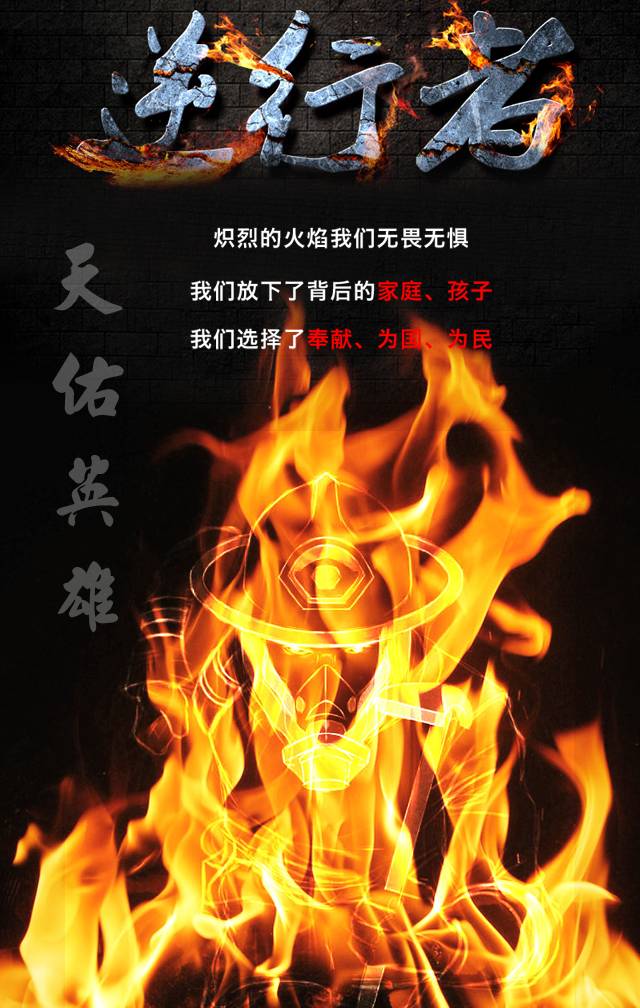 逆行者
炽烈的火焰我们无畏无惧
我们放下了背后的家庭、孩子
我们选择了奉献、为国、为民
天佑英雄